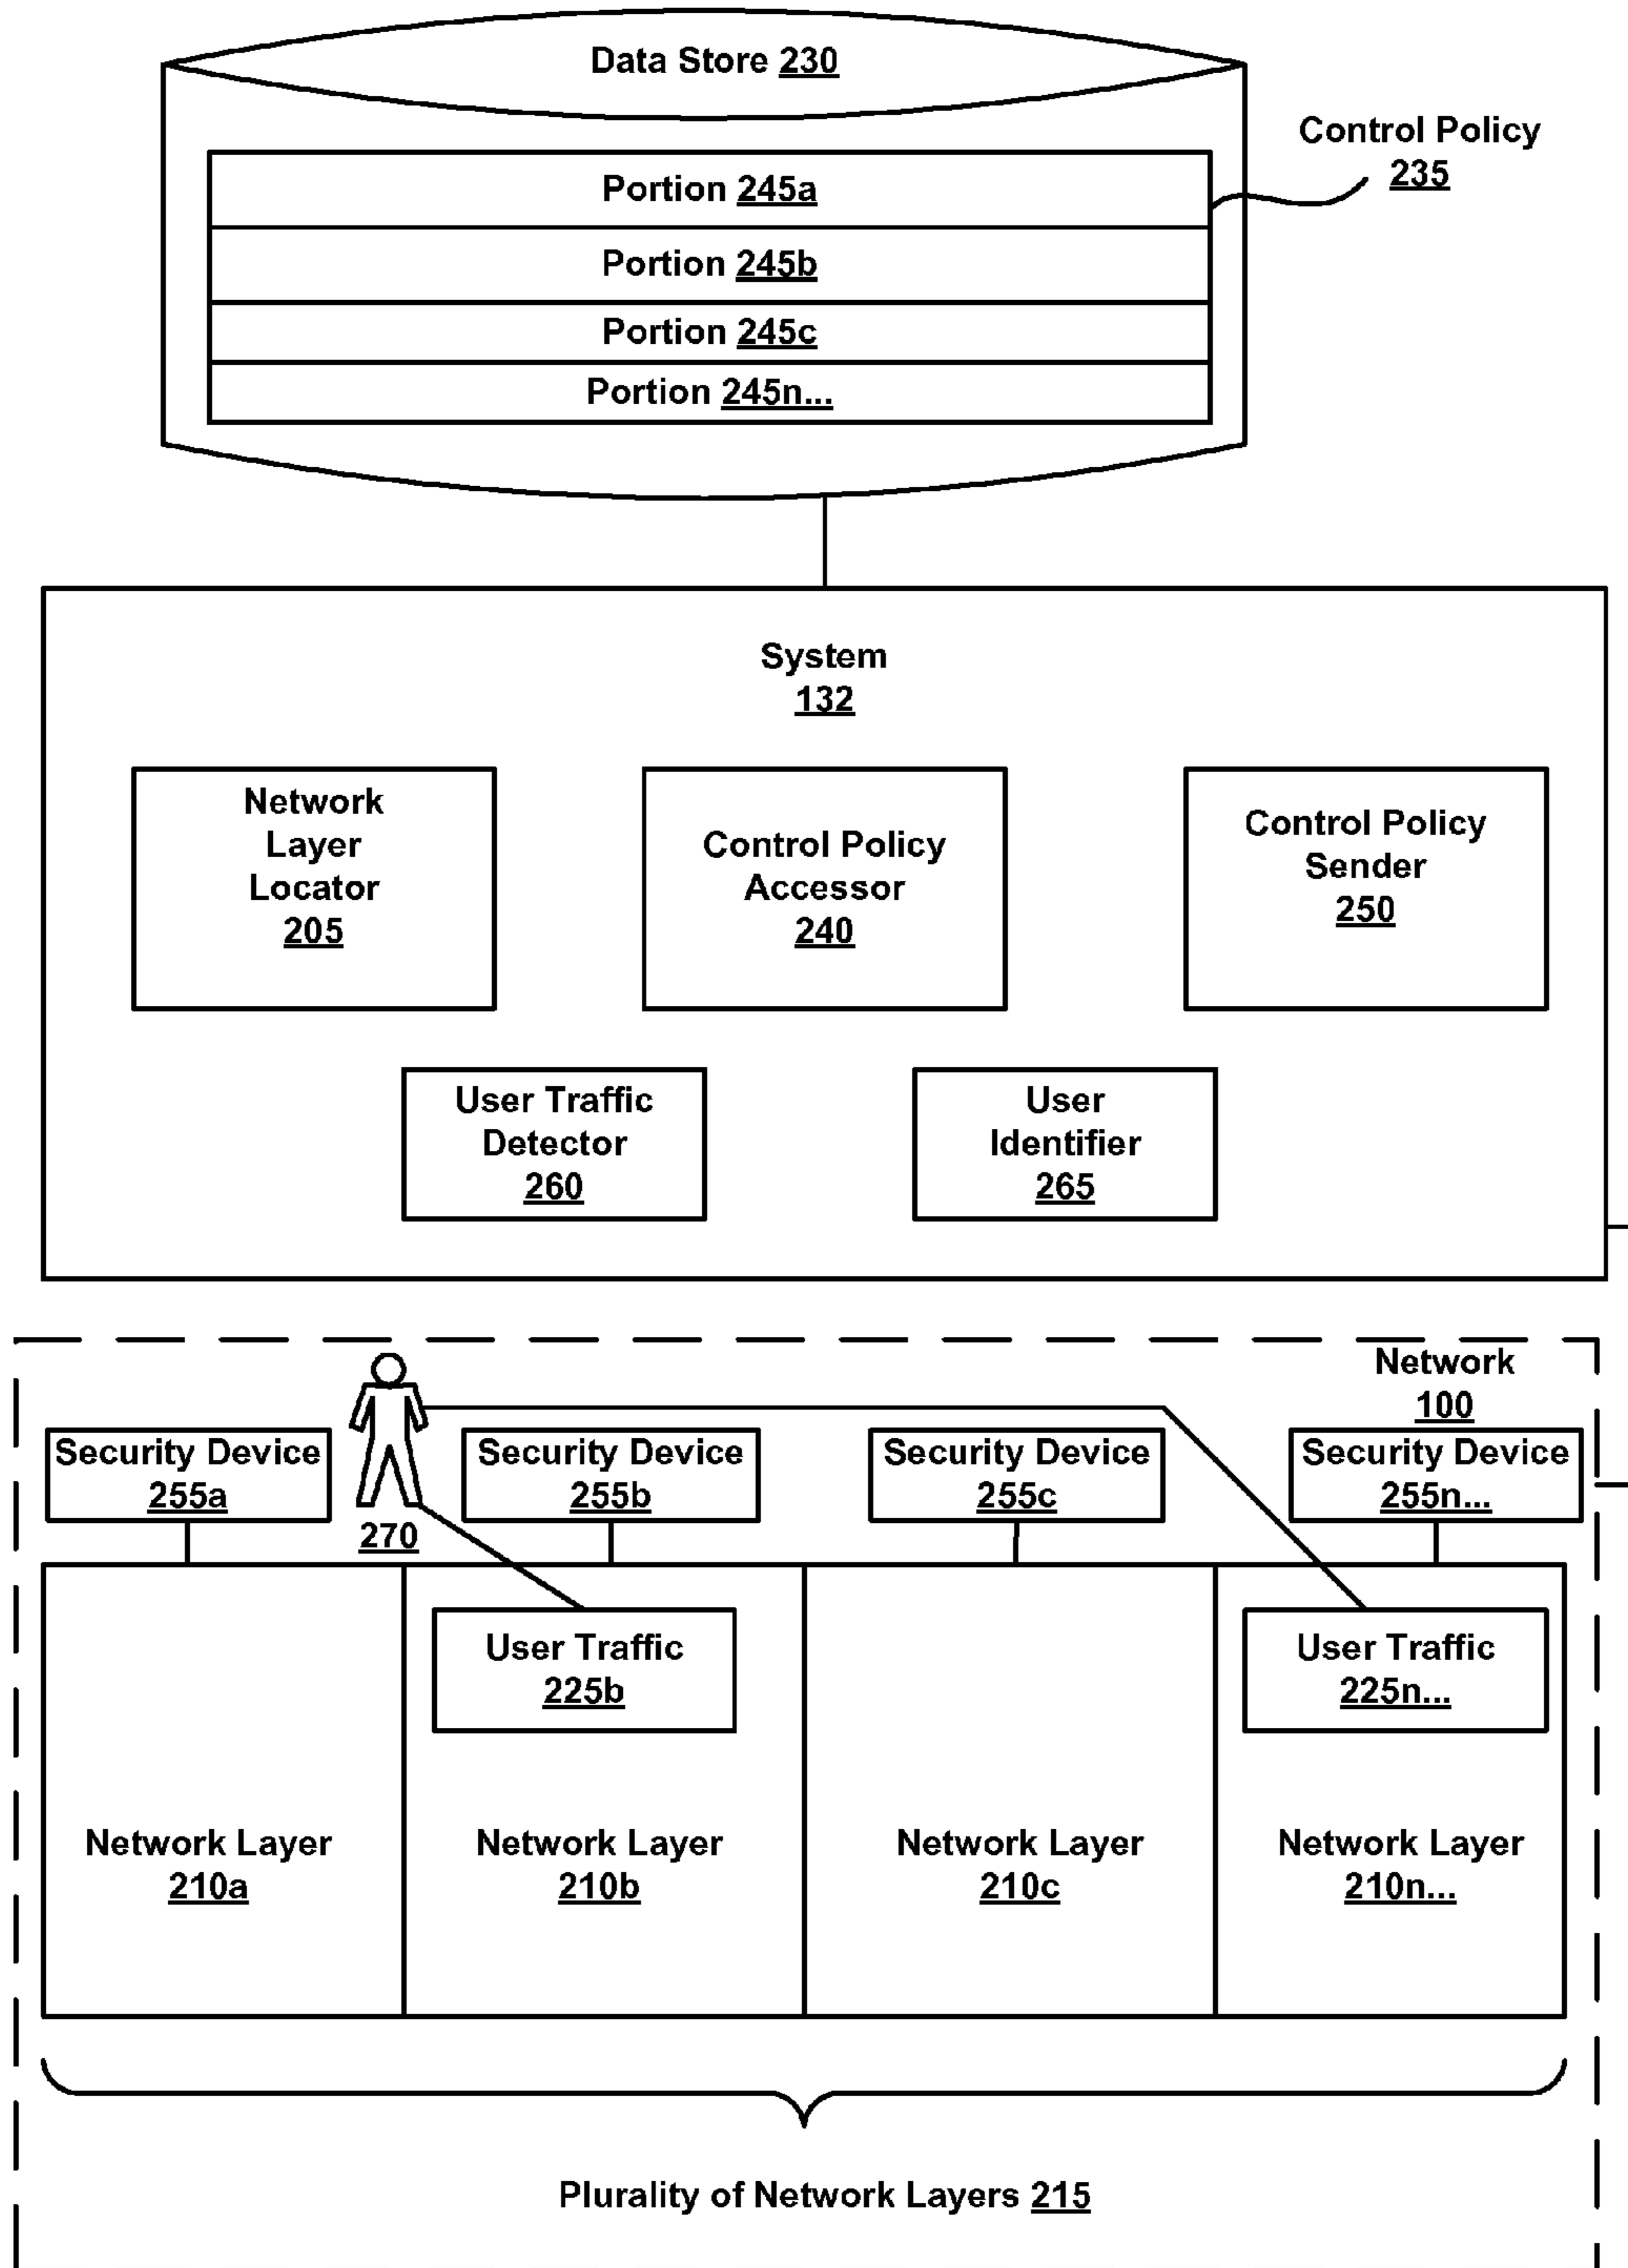 Data Store 230
Control Policy
235
Portion 245a
Portion 245b
Portion 245c
Portion 245n...
System
132
Network
Layer
Locator
205
Control Policy
Accessor
240
Control Policy
Sender
250
User Traffic
Detector
260
User
Identifier
265
Network
100
Security Device
255a
270
Security Device
255b
Security Device
255c
Security Device
255n...
User Traffic
225b
User Traffic
225n...
Network Layer
210a
Network Layer
210b
Network Layer
210c
Network Layer
210n...
Plurality of Network Layers 215